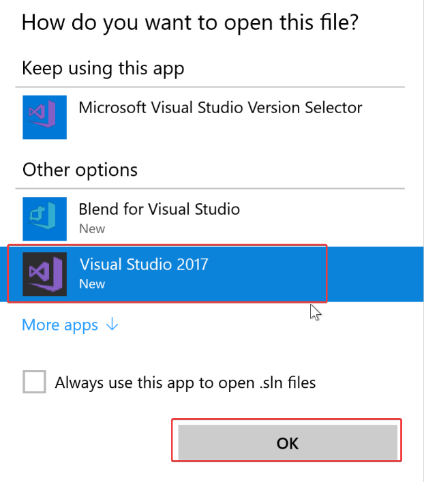 How do you want to open this file?
Keep using this app
Microsoft Visual Studio Version Selector
Other options
Blend for Visual Studio
New
Visual Studio 2017
New
More apps ↓
Always use this app to open .sln files
OK